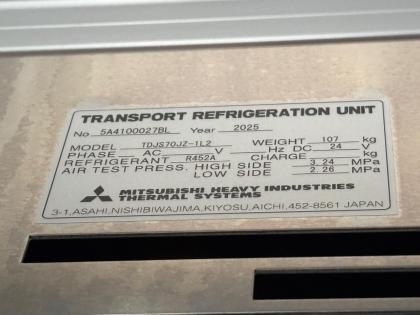 TRANSPORT REFRIGERATION UNIT
No 5A4100027BL Year 2025
MODEL TDJS70JZ-1L2 WEIGHT 107 kg
PHASE AC V Hz DC 24 V
REFRIGERANT R452A CHARGE kg
AIR TEST PRESS. HIGH SIDE 3.24 MPa
LOW SIDE 2.26 MPa
MITSUBISHI HEAVY INDUSTRIES
THERMAL SYSTEMS
3-1,ASAHI,NISHIBIWAJIMA,KIYOSU,AICHI,452-8561 JAPAN